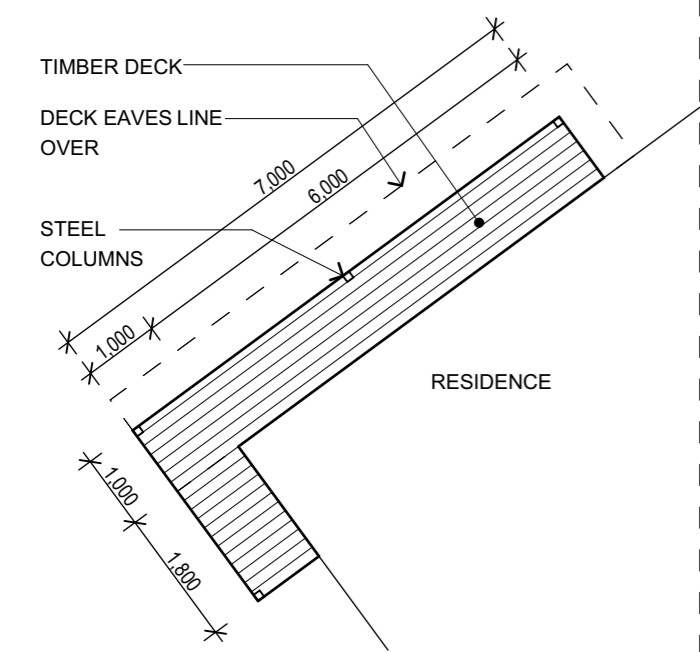 TIMBER DECK
DECK EAVES LINE
OVER
7,000
6,000
STEEL
COLUMNS
1,000
RESIDENCE
1,000
1,800